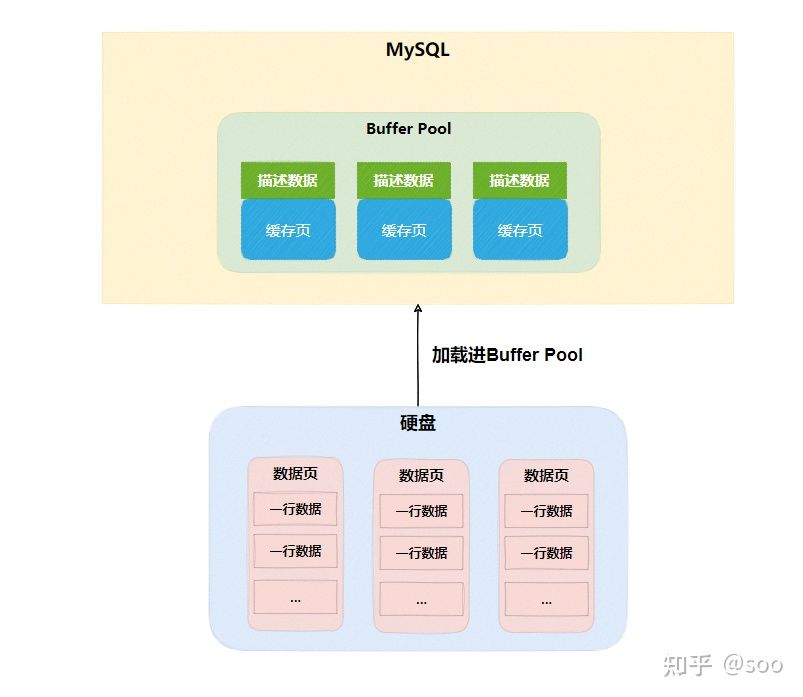 MySQL
Buffer Pool
描述数据 描述数据 描述数据
缓存页 缓存页 缓存页
加载进Buffer Pool
硬盘
数据页 数据页 数据页
一行数据 一行数据 一行数据
一行数据 一行数据 一行数据
... ... ...
知乎 @soo